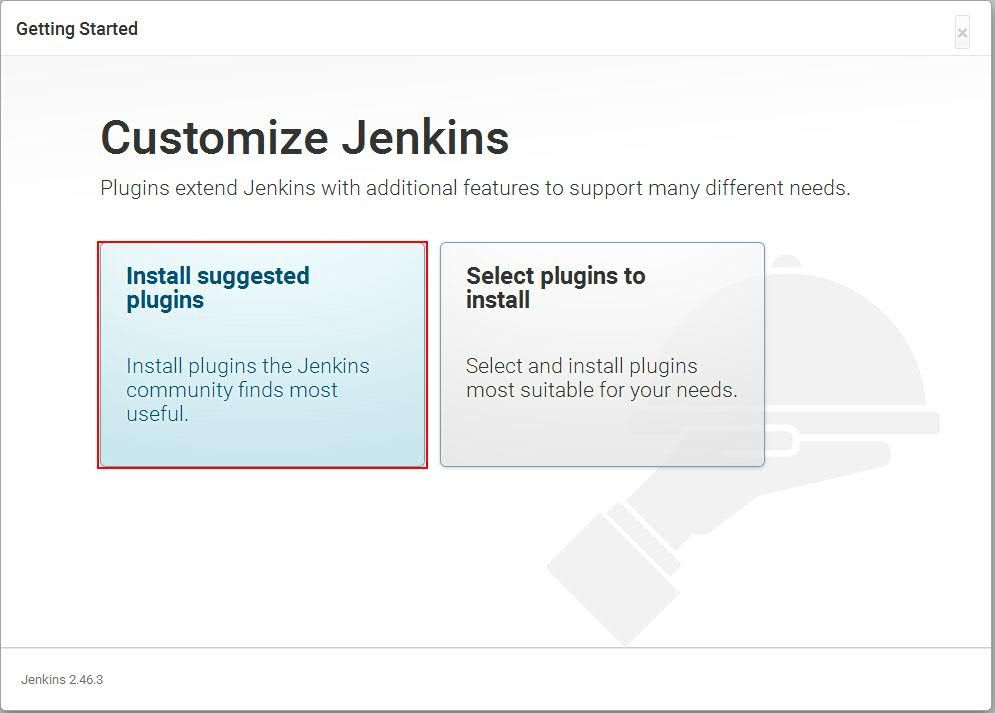 Getting Started
×
Customize Jenkins
Plugins extend Jenkins with additional features to support many different needs.
Install suggested
plugins
Install plugins the Jenkins
community finds most
useful.
Select plugins to
install
Select and install plugins
most suitable for your needs.
Jenkins 2.46.3